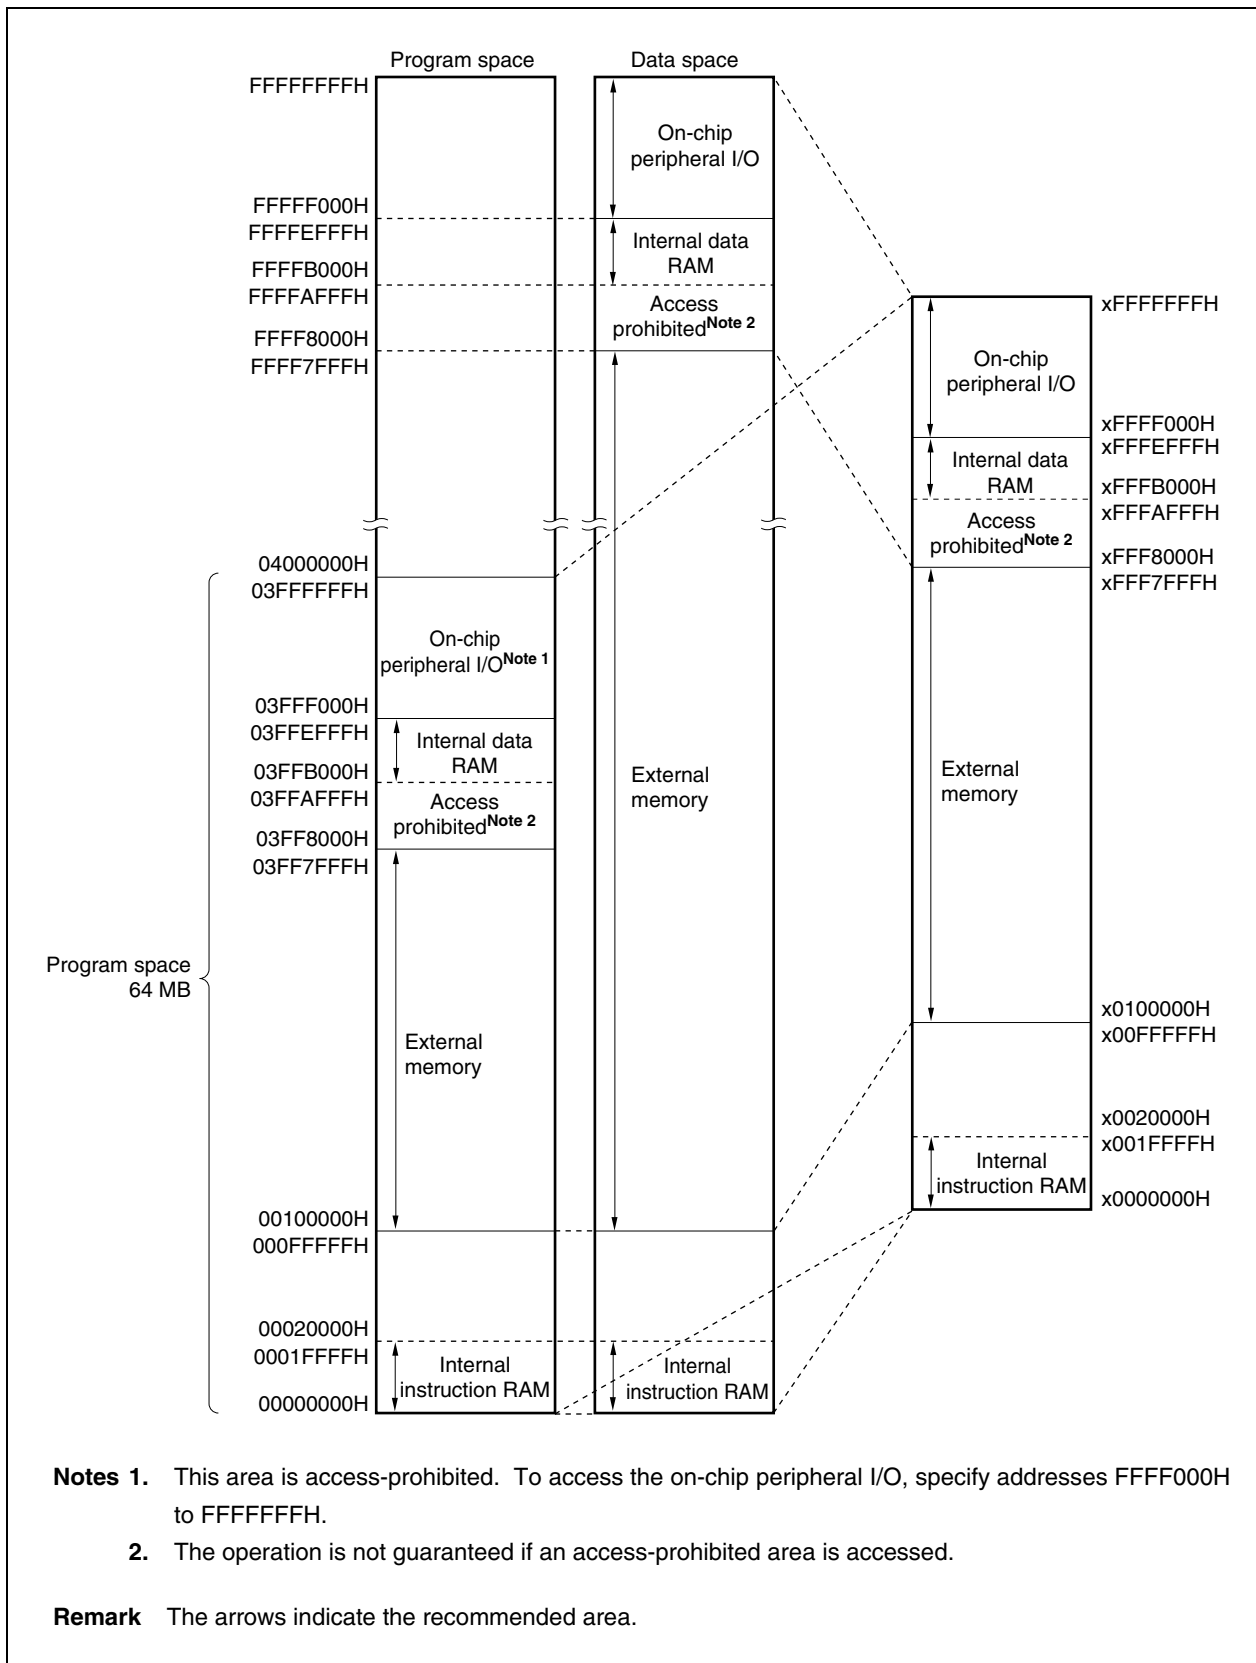 Program space
Data space
FFFFFFFFH
On-chip
peripheral I/O
FFFFF000H
FFFFEFFFH
Internal data
RAM
FFFFB000H
FFFFAFFFH
Access
prohibitedNote 2
FFFF8000H
FFFF7FFFH
04000000H
03FFFFFFH
On-chip
peripheral I/ONote 1
03FFF000H
03FFEFFFH
Internal data
RAM
03FFB000H
03FFAFFFH
Access
prohibitedNote 2
03FF8000H
03FF7FFFH
External
memory
Program space
64 MB
External
memory
00100000H
000FFFFFH
00020000H
0001FFFFH
Internal
instruction RAM
Internal
instruction RAM
00000000H
xFFFFFFFH
On-chip
peripheral I/O
xFFFF000H
xFFFEFFFH
Internal data
RAM
xFFFB000H
xFFFAFFFH
Access
prohibitedNote 2
xFFF8000H
xFFF7FFFH
External
memory
x0100000H
x00FFFFFH
x0020000H
x001FFFFH
Internal
instruction RAM
x0000000H
Notes 1. This area is access-prohibited. To access the on-chip peripheral I/O, specify addresses FFFF000H
to FFFFFFFH.
2. The operation is not guaranteed if an access-prohibited area is accessed.
Remark The arrows indicate the recommended area.